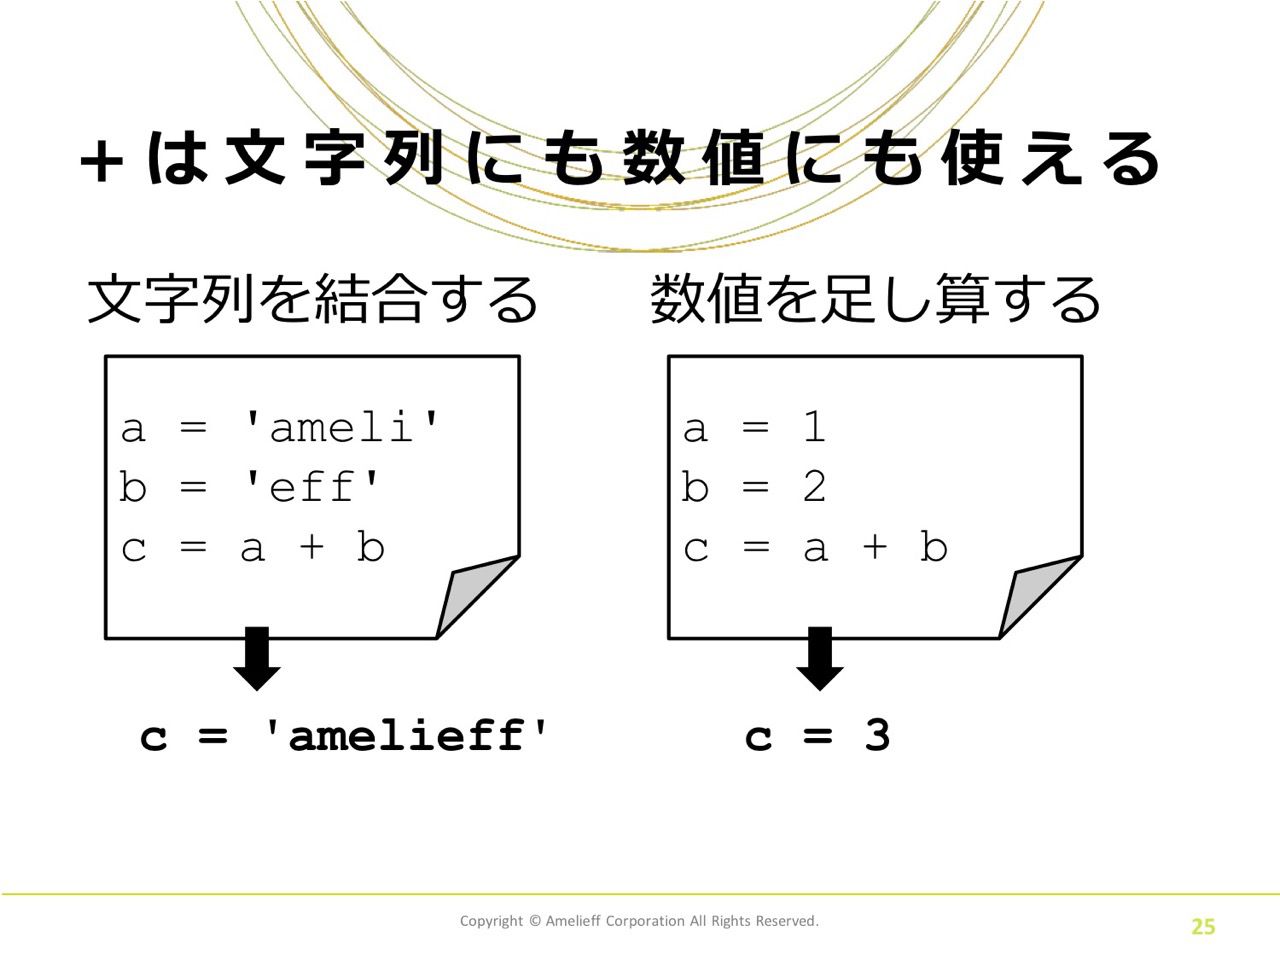 +は文字列にも数値にも使える
文字列を結合する
a = 'ameli'
b = 'eff'
c = a + b
c = 'amelieff'
数値を足し算する
a = 1
b = 2
c = a + b
c = 3
Copyright © Amelieff Corporation All Rights Reserved.
25